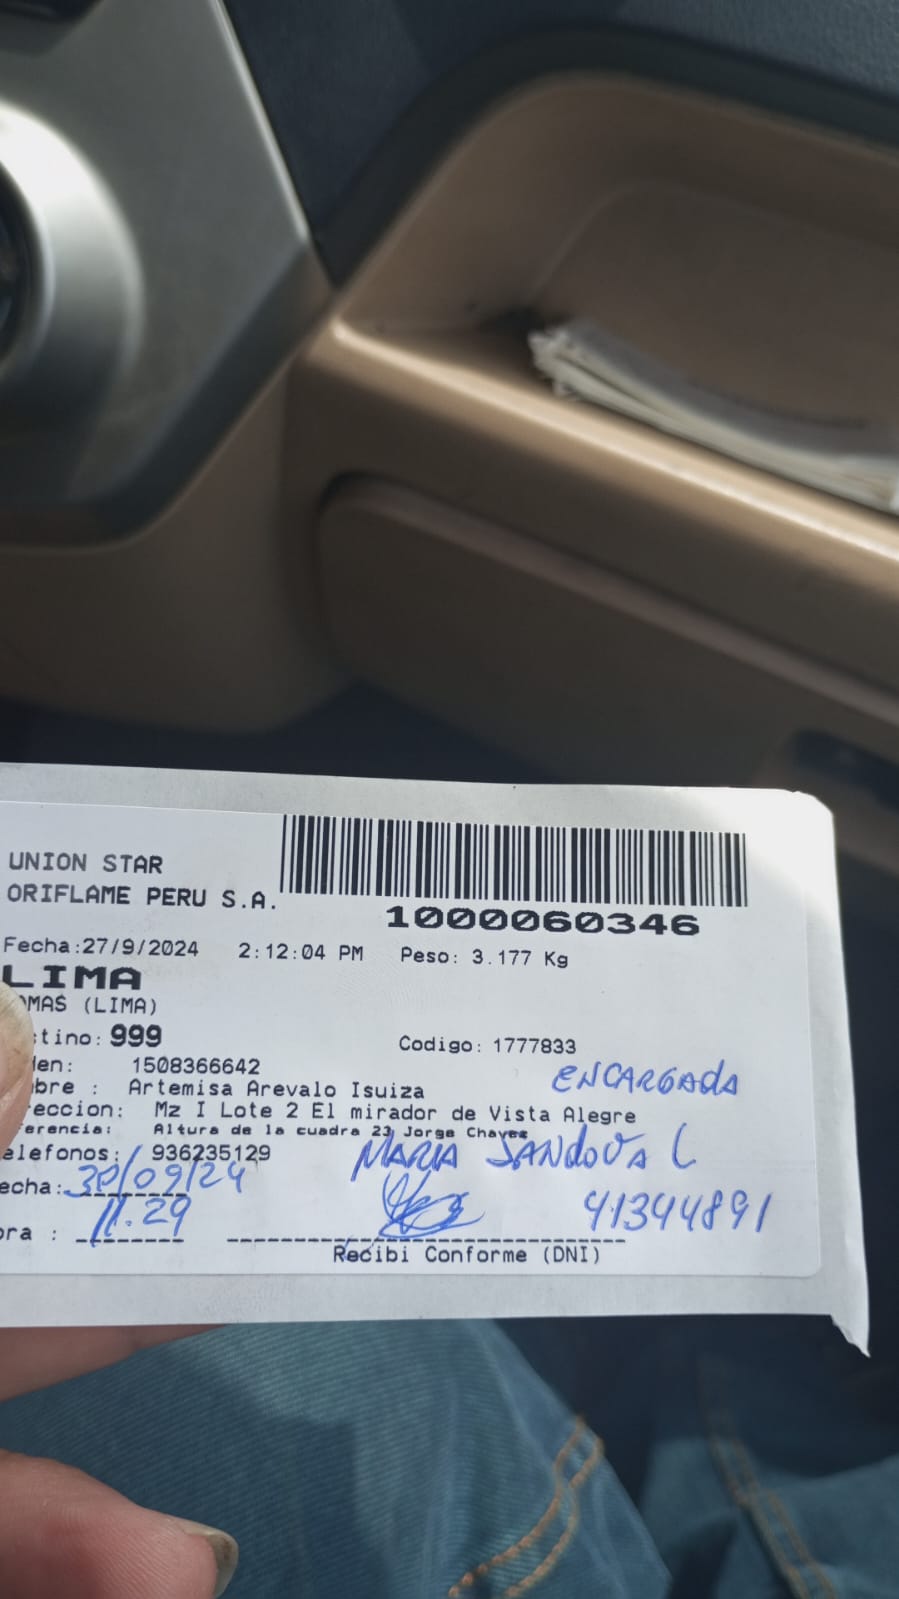 UNION STAR
ORIFLAME PERU S.A.
1000060346
Fecha:27/9/2024 2:12:04 PM Peso: 3.177 Kg
LIMA
OMAS (LIMA)
tino: 999 Codigo: 1777833
den: 1508366642
bre : Artemisa Arevalo Isuiza ENCARGADA
reccion: Mz I Lote 2 El mirador de Vista Alegre
erencia: Altura de la cuadra 23 Jorge Chavez
elefonos: 936235129 MARIA SANDOVAL
echa: 30/09/24
ora : 11.29 41344891
Recibi Conforme (DNI)